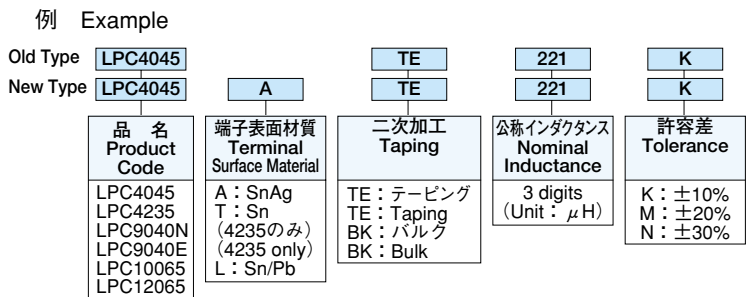 例 Example
Old Type LPC4045 TE 221 K
New Type LPC4045 A TE 221 K
品 名
Product
Code
LPC4045
LPC4235
LPC9040N
LPC9040E
LPC10065
LPC12065
端子表面材質
Terminal
Surface Material
A：SnAg
T：Sn
（4235のみ）
（4235 only）
L：Sn/Pb
二次加工
Taping
TE：テーピング
TE：Taping
BK：バルク
BK：Bulk
公称インダクタンス
Nominal
Inductance
3 digits
（Unit：μH）
許容差
Tolerance
K：±10%
M：±20%
N：±30%